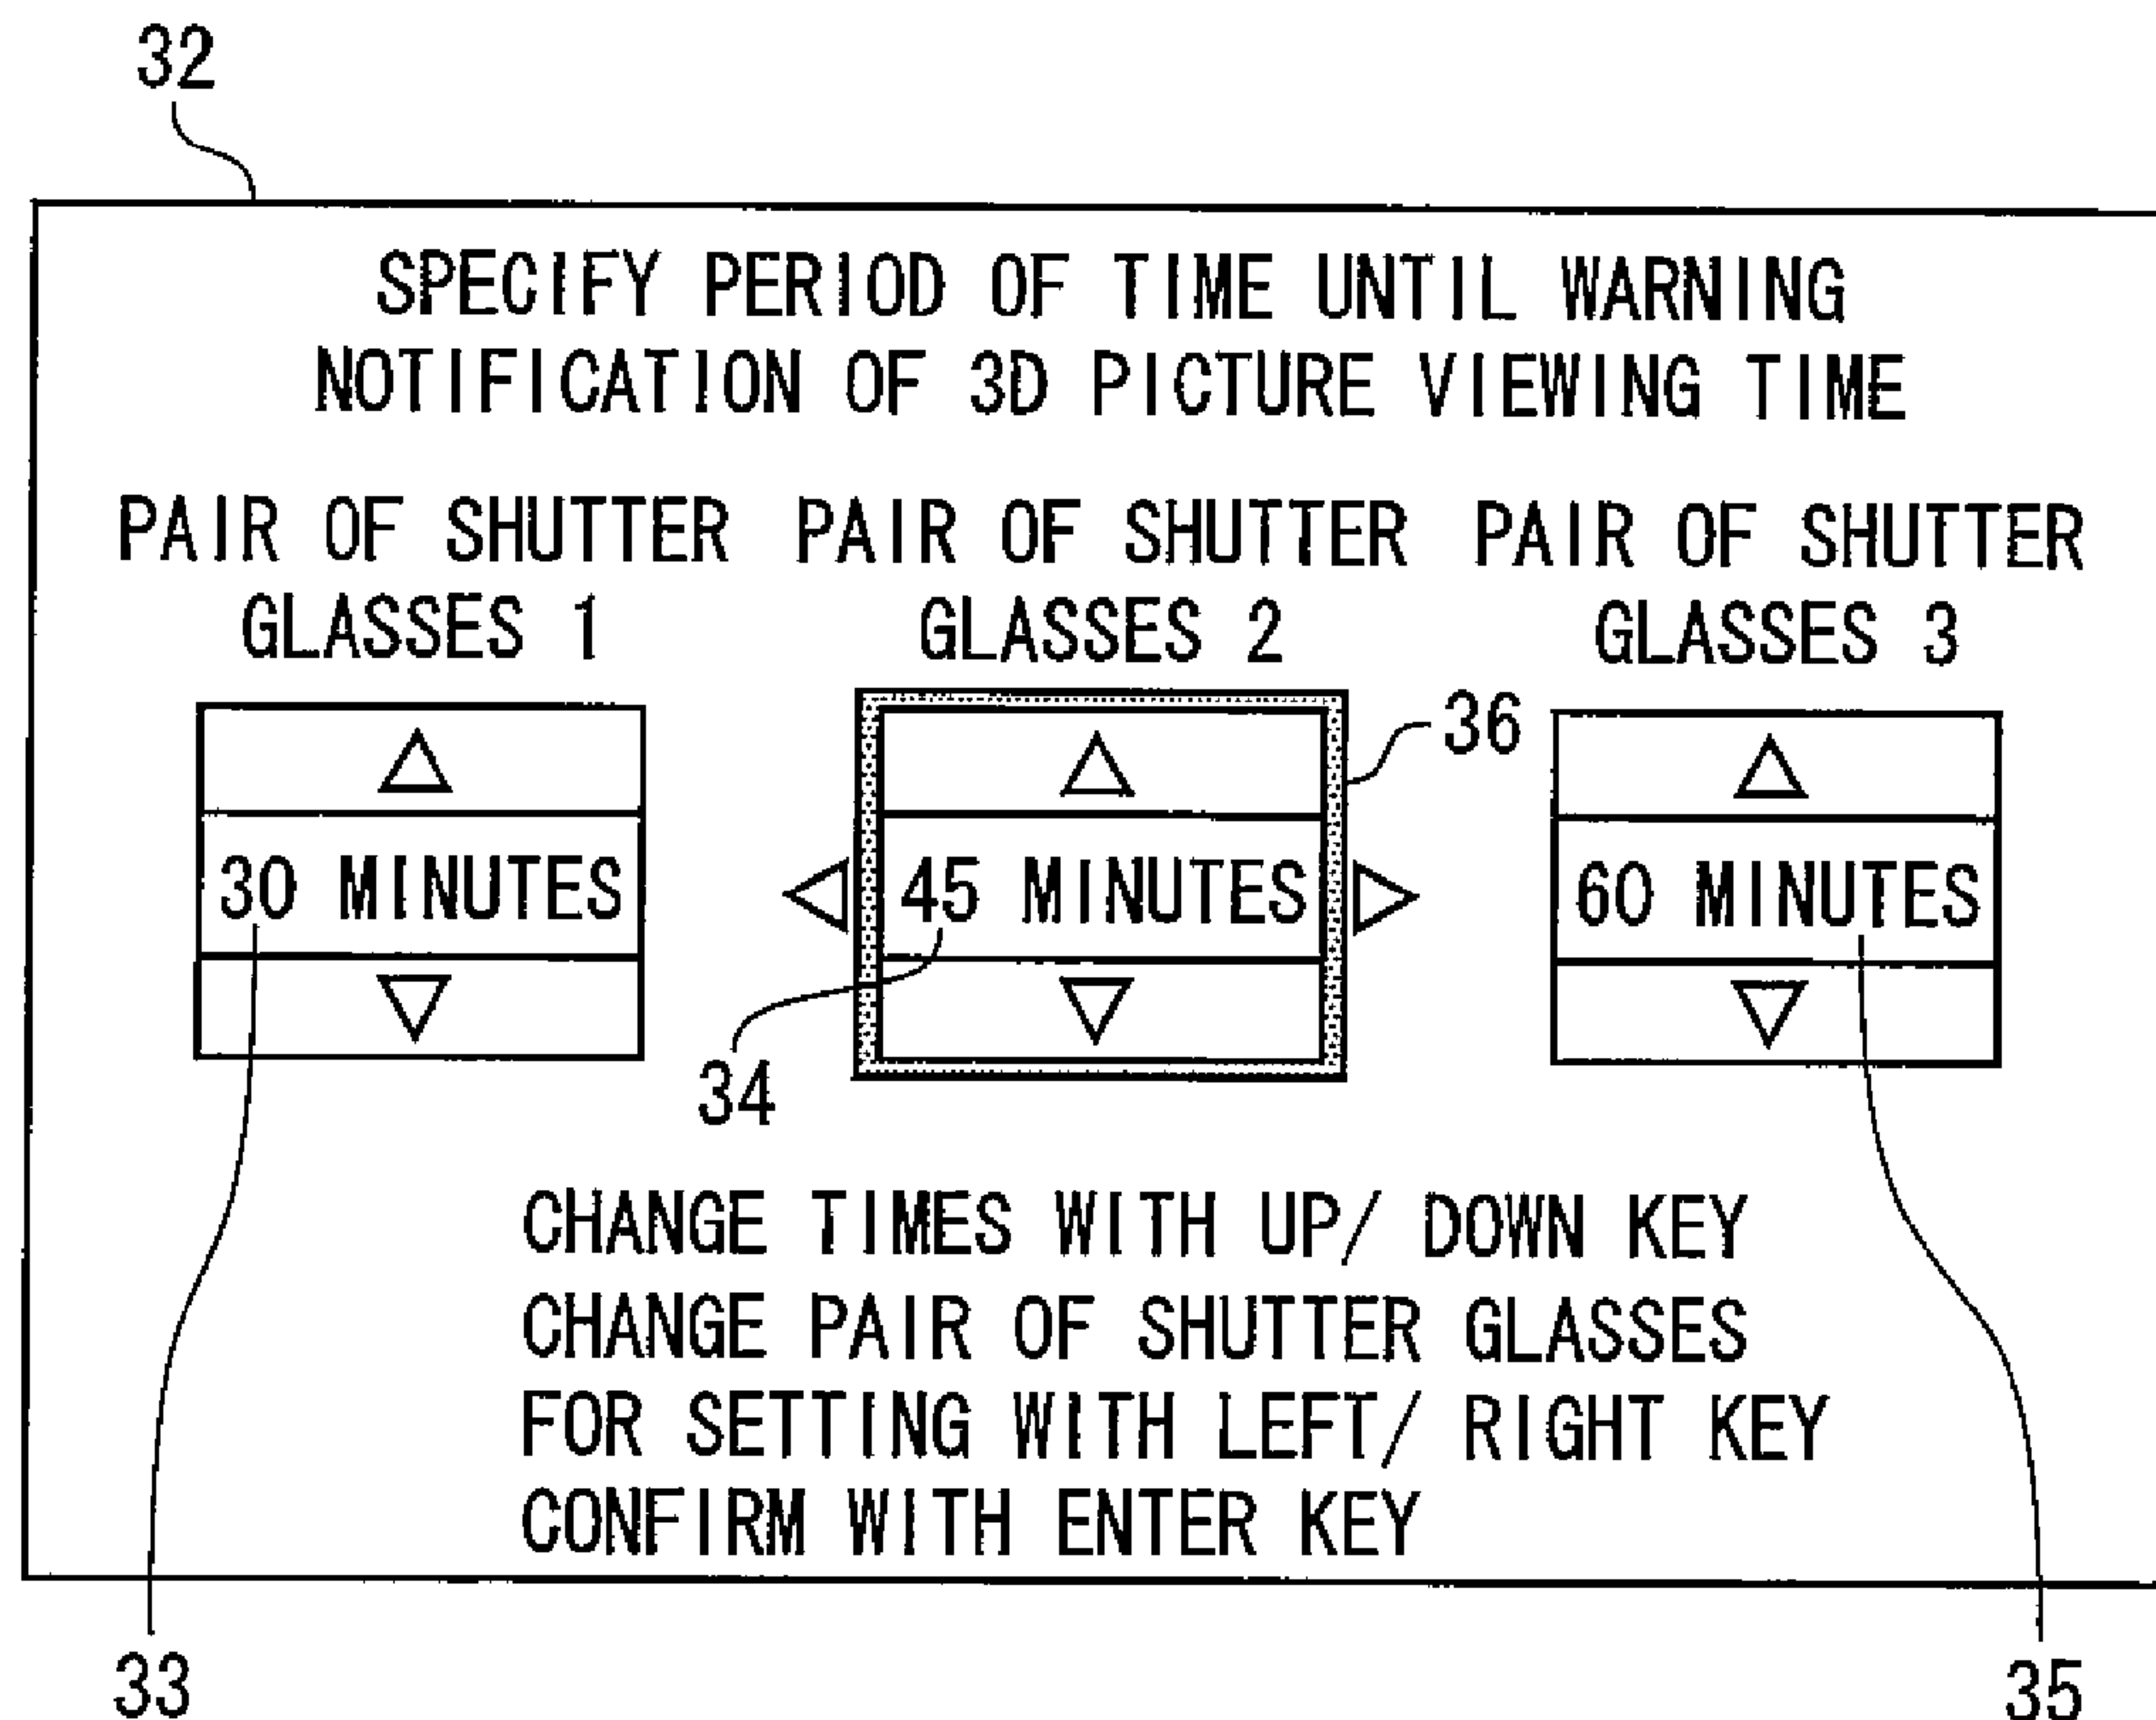 32
SPECIFY PERIOD OF TIME UNTIL WARNING
NOTIFICATION OF 3D PICTURE VIEWING TIME
PAIR OF SHUTTER GLASSES 1
PAIR OF SHUTTER GLASSES 2
PAIR OF SHUTTER GLASSES 3
36
30 MINUTES
45 MINUTES
60 MINUTES
34
CHANGE TIMES WITH UP/ DOWN KEY
CHANGE PAIR OF SHUTTER GLASSES
FOR SETTING WITH LEFT/ RIGHT KEY
CONFIRM WITH ENTER KEY
33
35